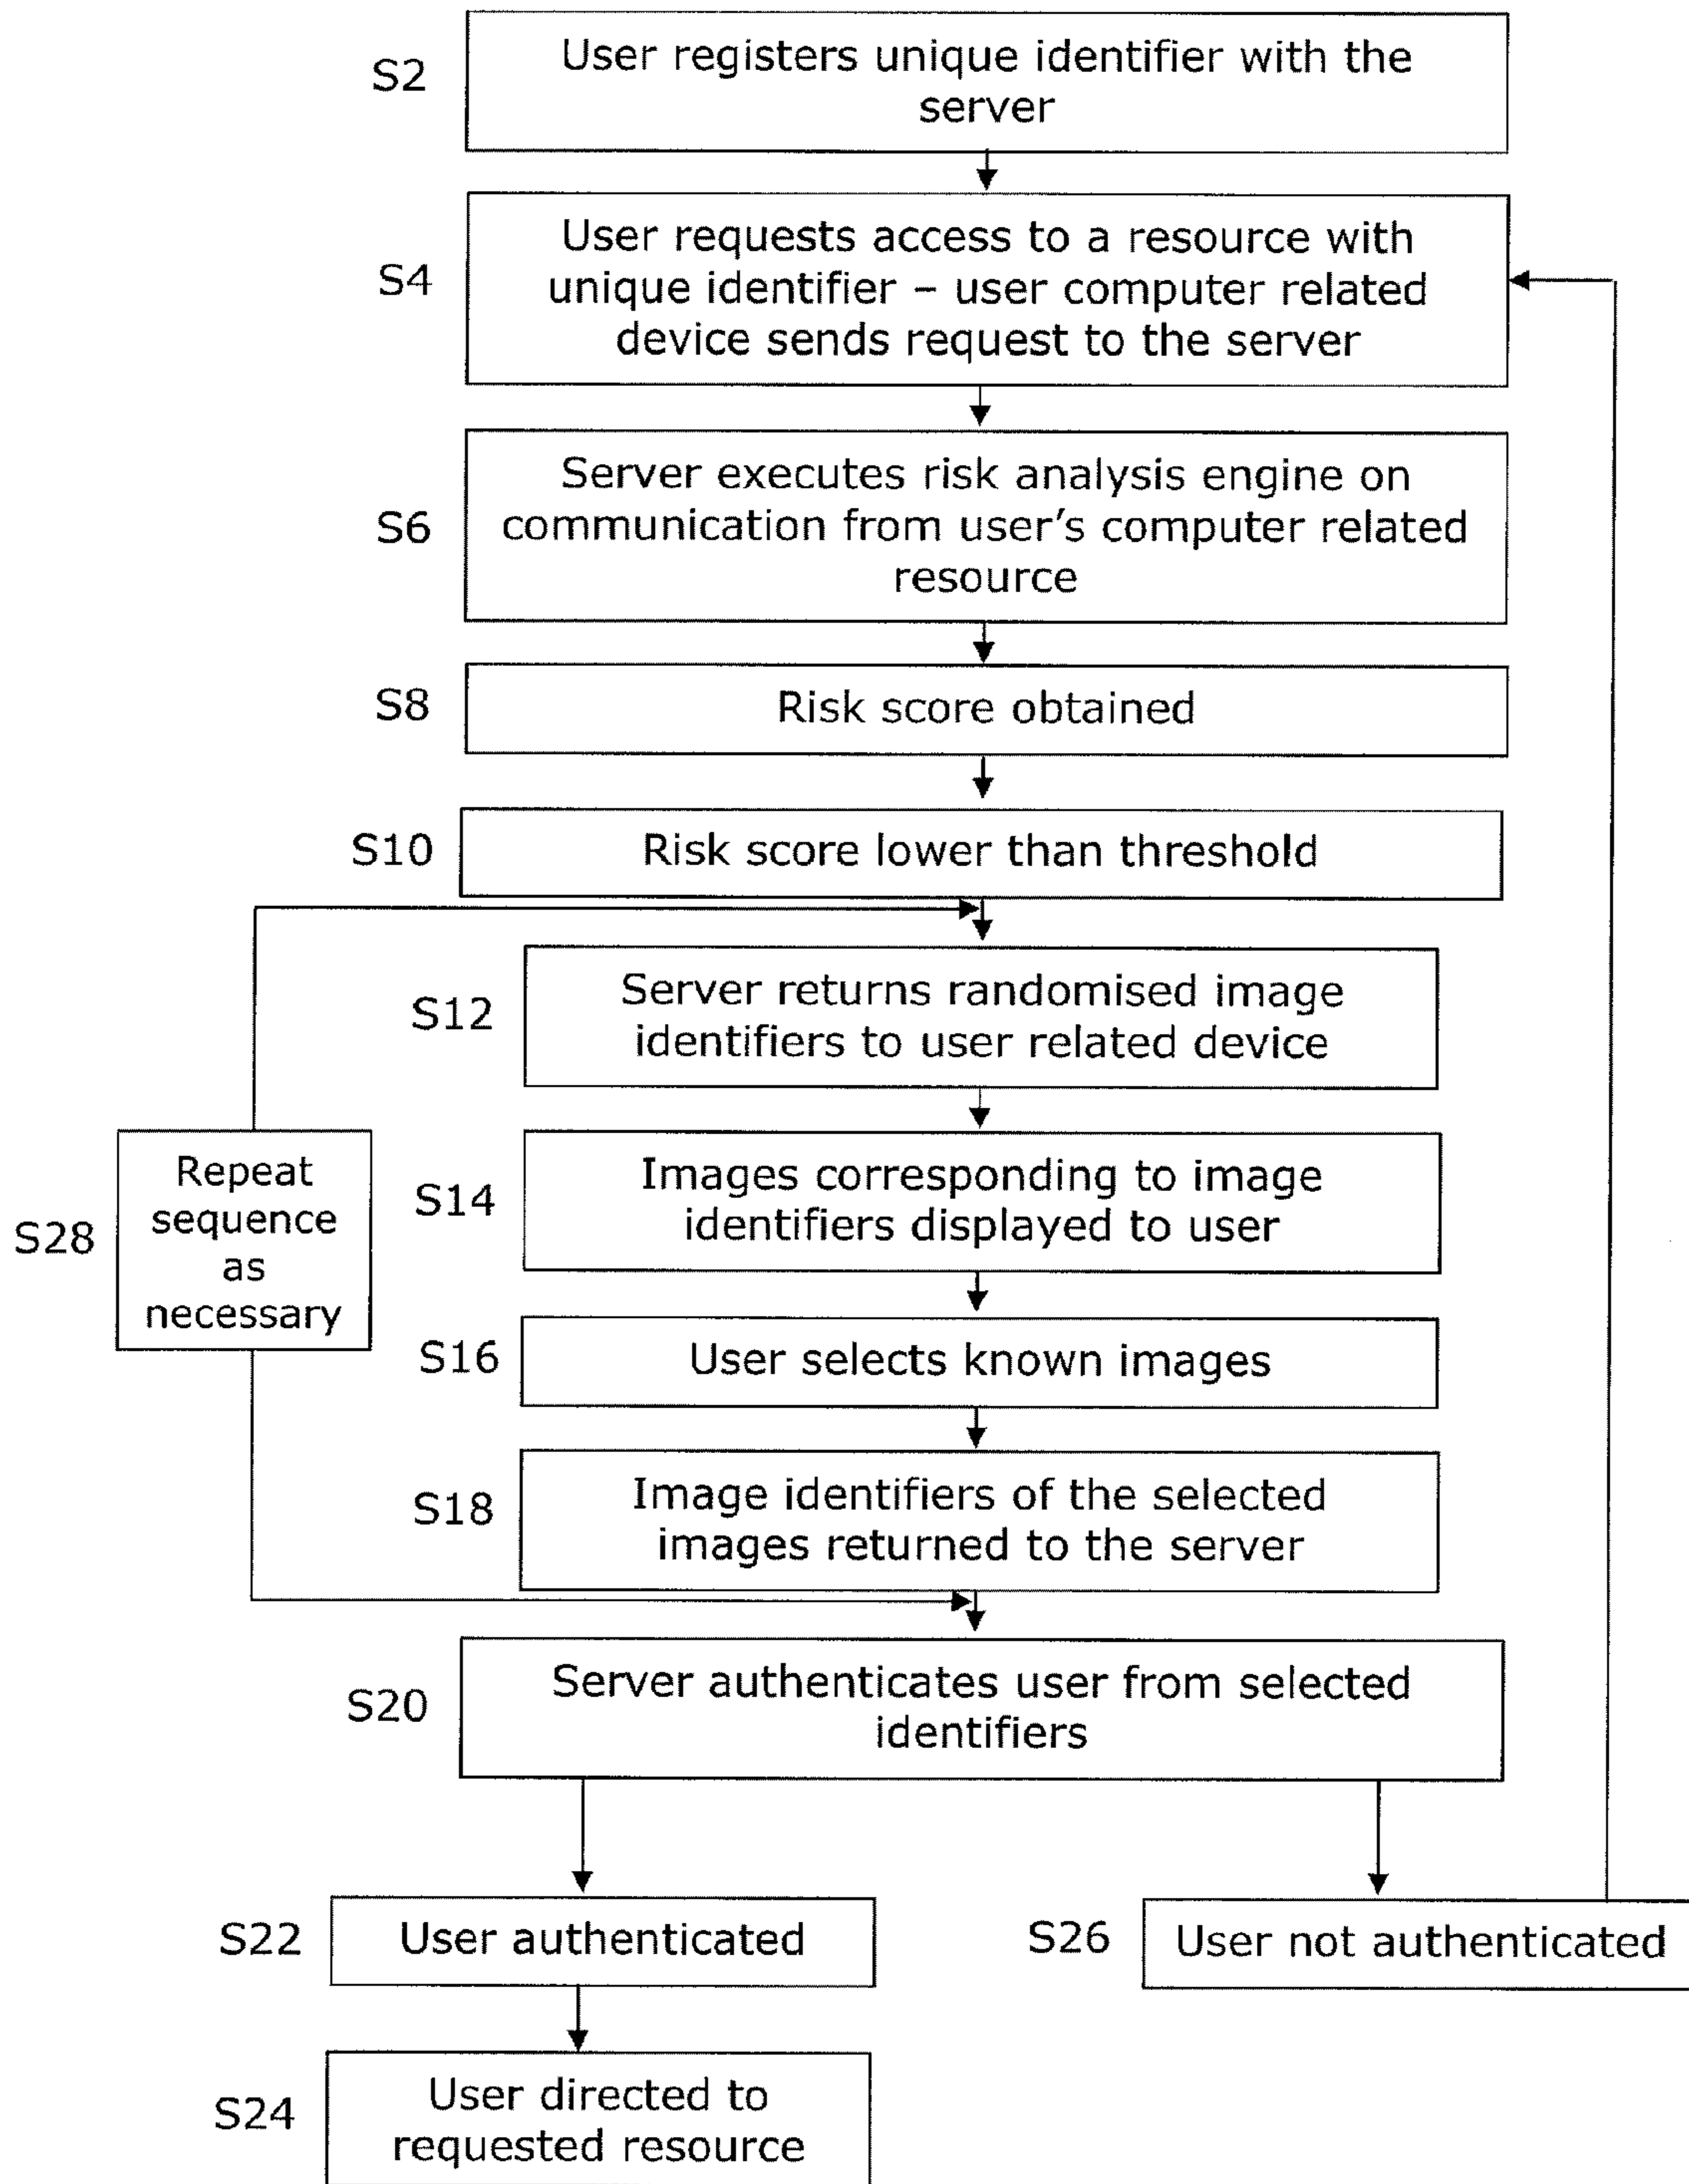 S2
User registers unique identifier with the
server
S4
User requests access to a resource with
unique identifier – user computer related
device sends request to the server
S6
Server executes risk analysis engine on
communication from user's computer related
resource
S8
Risk score obtained
S10
Risk score lower than threshold
S12
Server returns randomised image
identifiers to user related device
S28
Repeat
sequence
as
necessary
S14
Images corresponding to image
identifiers displayed to user
S16
User selects known images
S18
Image identifiers of the selected
images returned to the server
S20
Server authenticates user from selected
identifiers
S22
User authenticated
S26
User not authenticated
S24
User directed to
requested resource